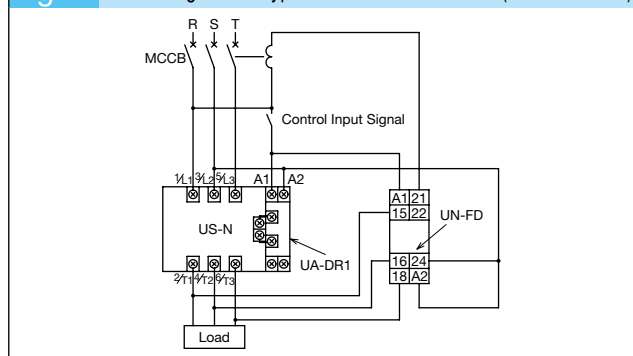 R S T
MCCB
Control Input Signal
1/L1 3/L2 5/L3 A1 A2
US-N
UA-DR1
2/T1 4/T2 6/T3
Load
A1 21
15 22
UN-FD
16 24
18 A2